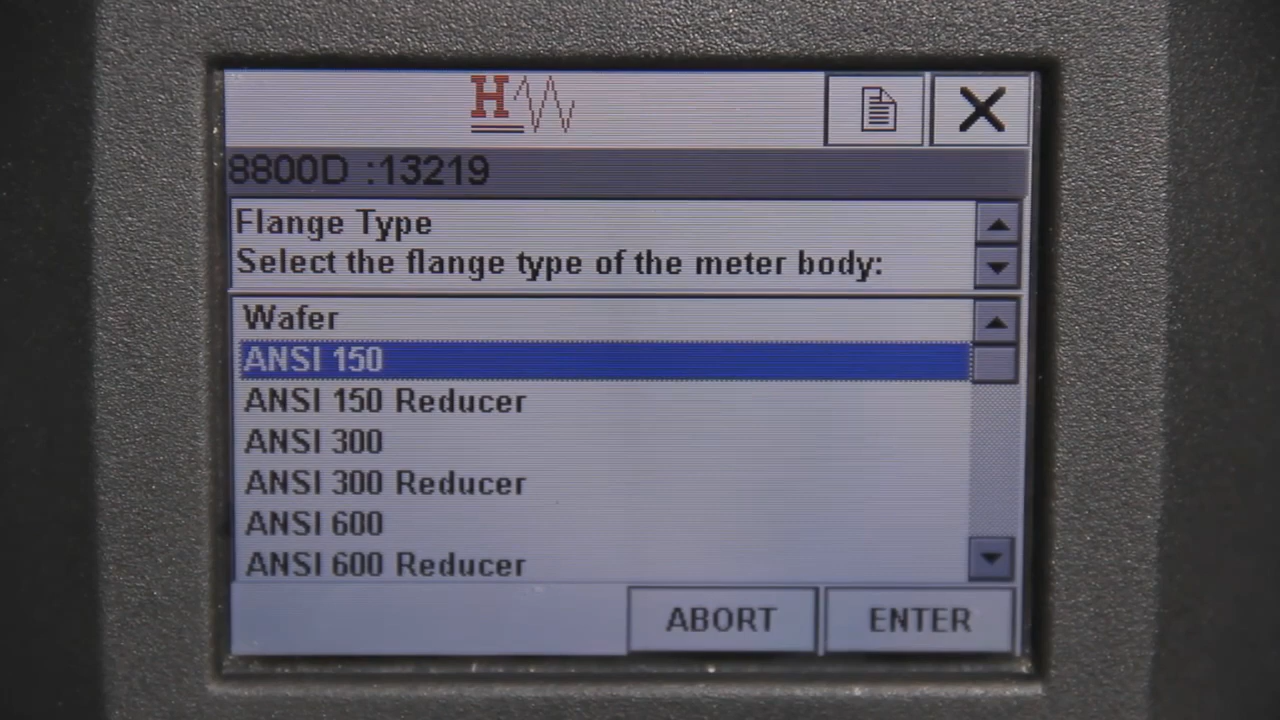 H
8800D :13219
Flange Type
Select the flange type of the meter body:
Wafer
ANSI 150
ANSI 150 Reducer
ANSI 300
ANSI 300 Reducer
ANSI 600
ANSI 600 Reducer
ABORT ENTER